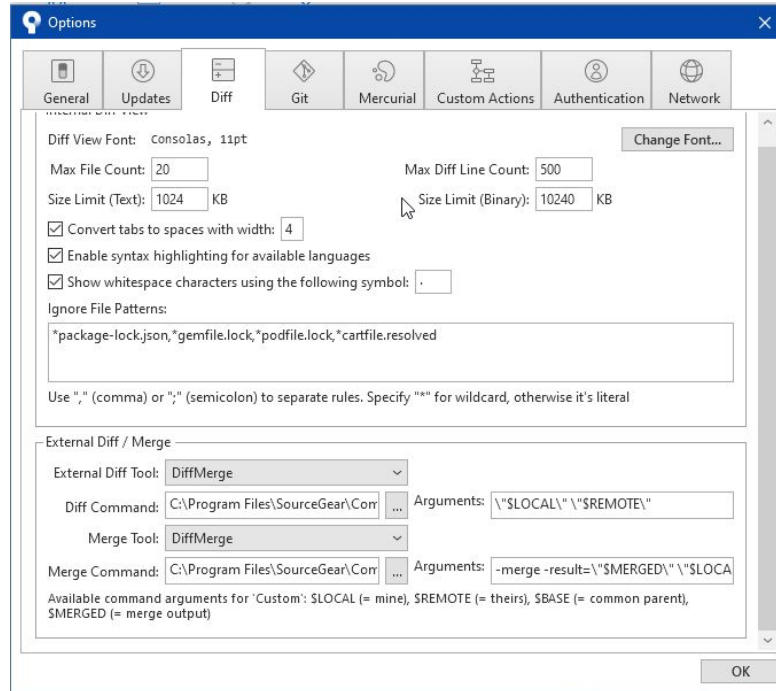 Options
General Updates Diff Git Mercurial Custom Actions Authentication Network
Internal Diff View
Diff View Font: Consolas, 11pt Change Font...
Max File Count: 20 Max Diff Line Count: 500
Size Limit (Text): 1024 KB Size Limit (Binary): 10240 KB
Convert tabs to spaces with width: 4
Enable syntax highlighting for available languages
Show whitespace characters using the following symbol: ·
Ignore File Patterns:
*package-lock.json,*gemfile.lock,*podfile.lock,*cartfile.resolved
Use "," (comma) or ";" (semicolon) to separate rules. Specify "*" for wildcard, otherwise it's literal
External Diff / Merge
External Diff Tool: DiffMerge
Diff Command: C:\Program Files\SourceGear\Com ... Arguments: \"$LOCAL\" \"$REMOTE\"
Merge Tool: DiffMerge
Merge Command: C:\Program Files\SourceGear\Com ... Arguments: -merge -result=\"$MERGED\" \"$LOCA
Available command arguments for 'Custom': $LOCAL (= mine), $REMOTE (= theirs), $BASE (= common parent),
$MERGED (= merge output)
OK